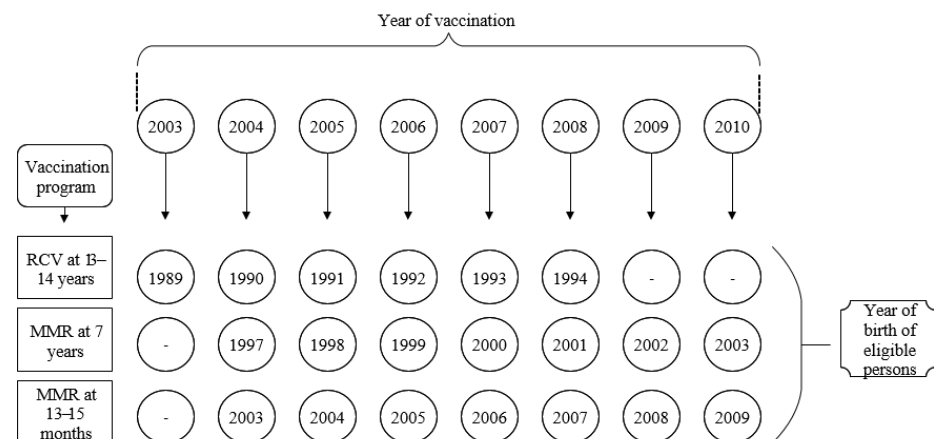 Year of vaccination
2003 2004 2005 2006 2007 2008 2009 2010
Vaccination
program
RCV at 13–
14 years
1989 1990 1991 1992 1993 1994 - -
MMR at 7
years
- 1997 1998 1999 2000 2001 2002 2003
MMR at
13–15
months
- 2003 2004 2005 2006 2007 2008 2009
Year of
birth of
eligible
persons